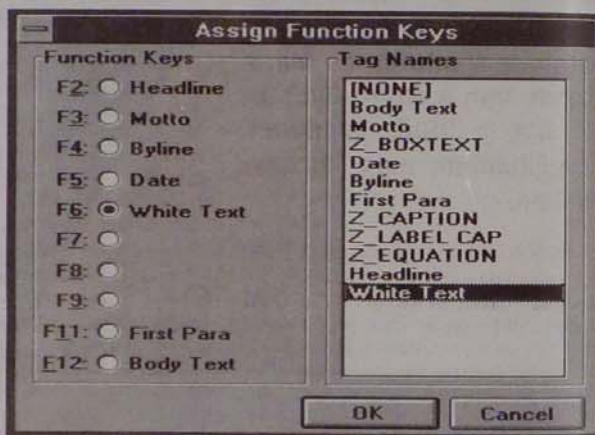 Assign Function Keys
Function Keys
F2: Headline
F3: Motto
F4: Byline
F5: Date
F6: White Text
F7:
F8:
F9:
F11: First Para
F12: Body Text
Tag Names
[NONE]
Body Text
Motto
Z_BOXTEXT
Date
Byline
First Para
Z_CAPTION
Z_LABEL CAP
Z_EQUATION
Headline
White Text
OK
Cancel